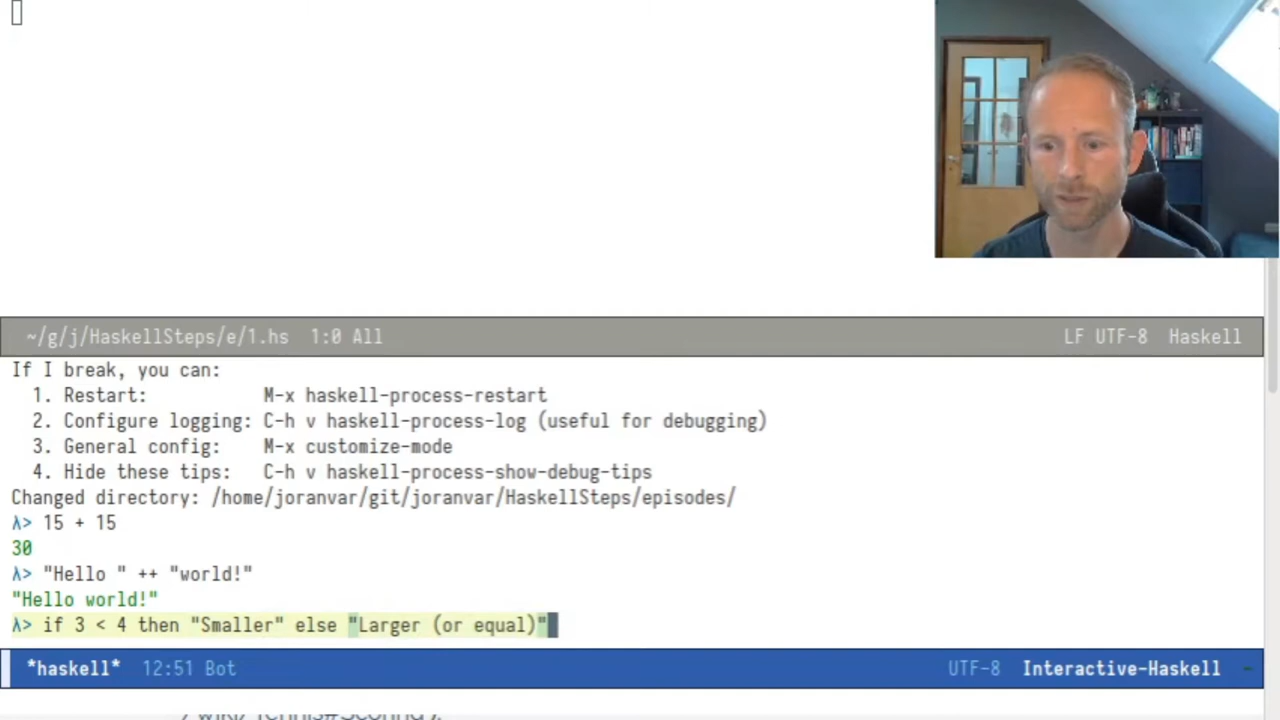 ~/g/j/HaskellSteps/e/1.hs 1:0 All LF UTF-8 Haskell
If I break, you can:
1. Restart: M-x haskell-process-restart
2. Configure logging: C-h v haskell-process-log (useful for debugging)
3. General config: M-x customize-mode
4. Hide these tips: C-h v haskell-process-show-debug-tips
Changed directory: /home/joranvar/git/joranvar/HaskellSteps/episodes/
λ> 15 + 15
30
λ> "Hello " ++ "world!"
"Hello world!"
λ> if 3 < 4 then "Smaller" else "Larger (or equal)"
*haskell* 12:51 Bot UTF-8 Interactive-Haskell